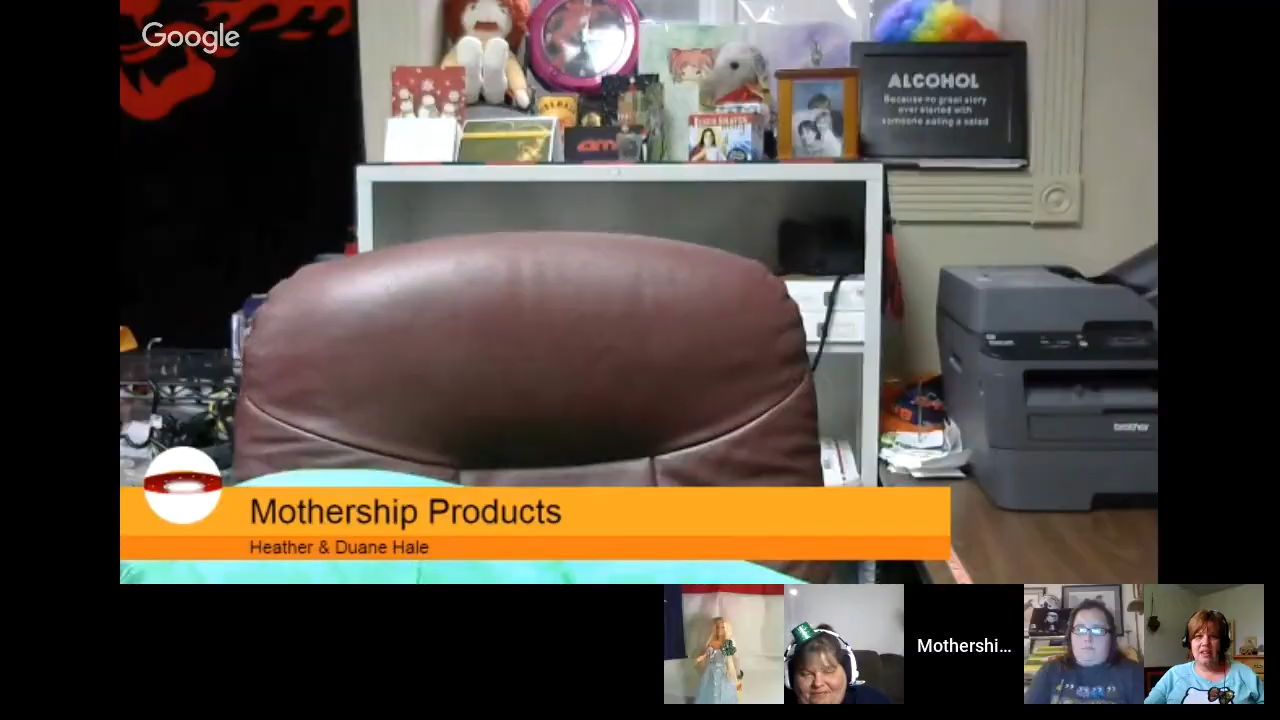 Google
ALCOHOL
Because no great story
ever started with
someone eating a salad
amc
brother
Mothership Products
Heather & Duane Hale
Mothershi...